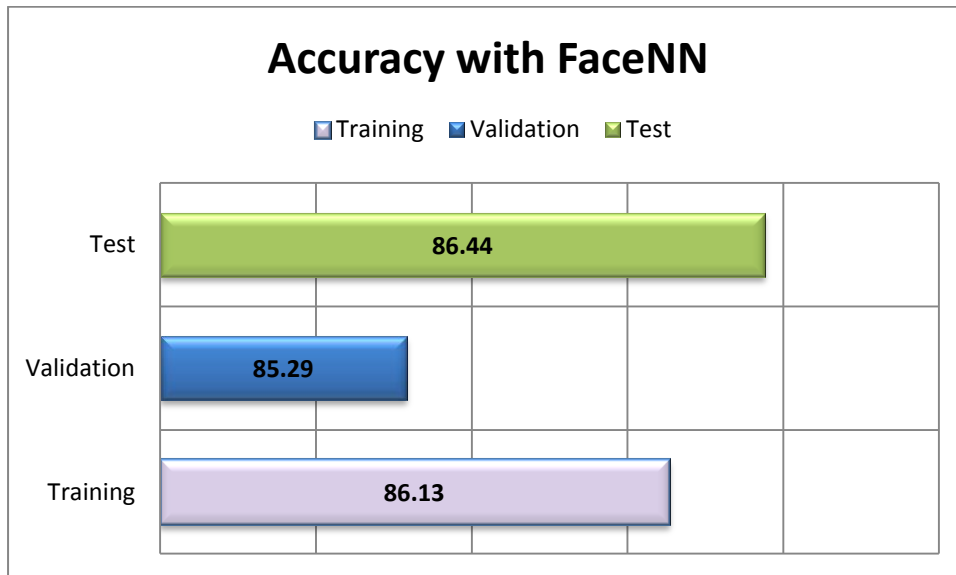 Accuracy with FaceNN
Training Validation Test
Test
86.44
Validation
85.29
Training
86.13